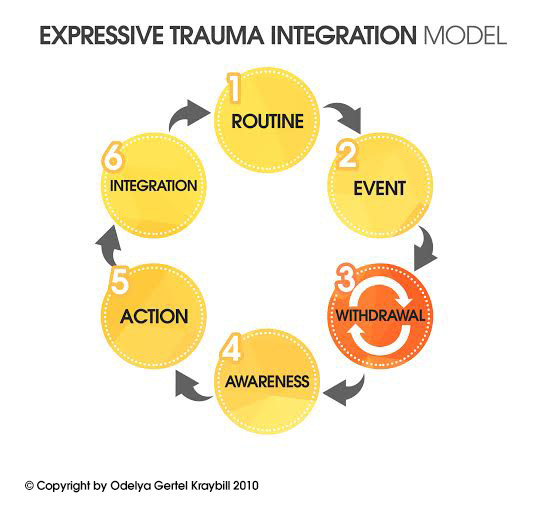 EXPRESSIVE TRAUMA INTEGRATION MODEL
1
ROUTINE
2
EVENT
3
WITHDRAWAL
4
AWARENESS
5
ACTION
6
INTEGRATION
© Copyright by Odelya Gertel Kraybill 2010